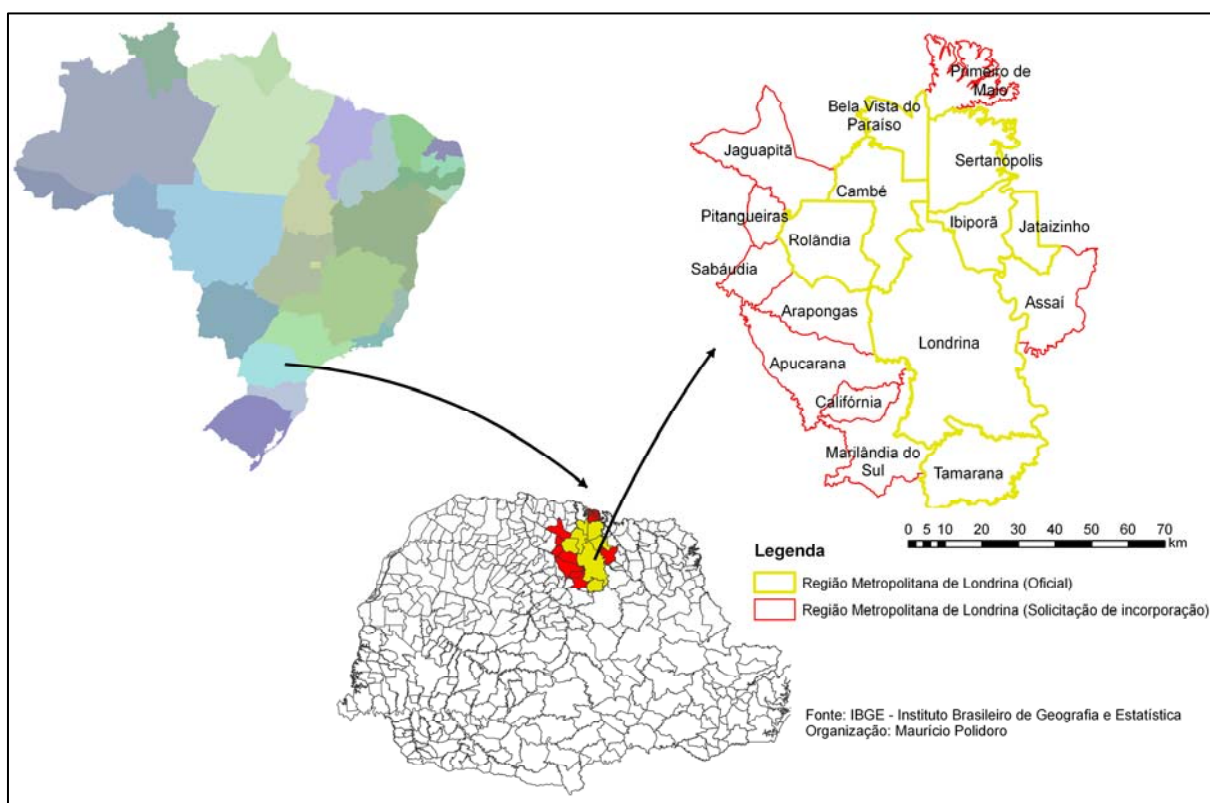 Primeiro de
Maio
Bela Vista do
Paraíso
Jaguapitã
Sertanópolis
Cambé
Pitangueiras
Ibiporã
Jataizinho
Rolândia
Sabáudia
Assaí
Arapongas
Londrina
Apucarana
Califórnia
Marilândia do
Sul
Tamarana
0 5 10 20 30 40 50 60 70
km
Legenda
Região Metropolitana de Londrina (Oficial)
Região Metropolitana de Londrina (Solicitação de incorporação)
Fonte: IBGE - Instituto Brasileiro de Geografia e Estatística
Organização: Maurício Polidoro